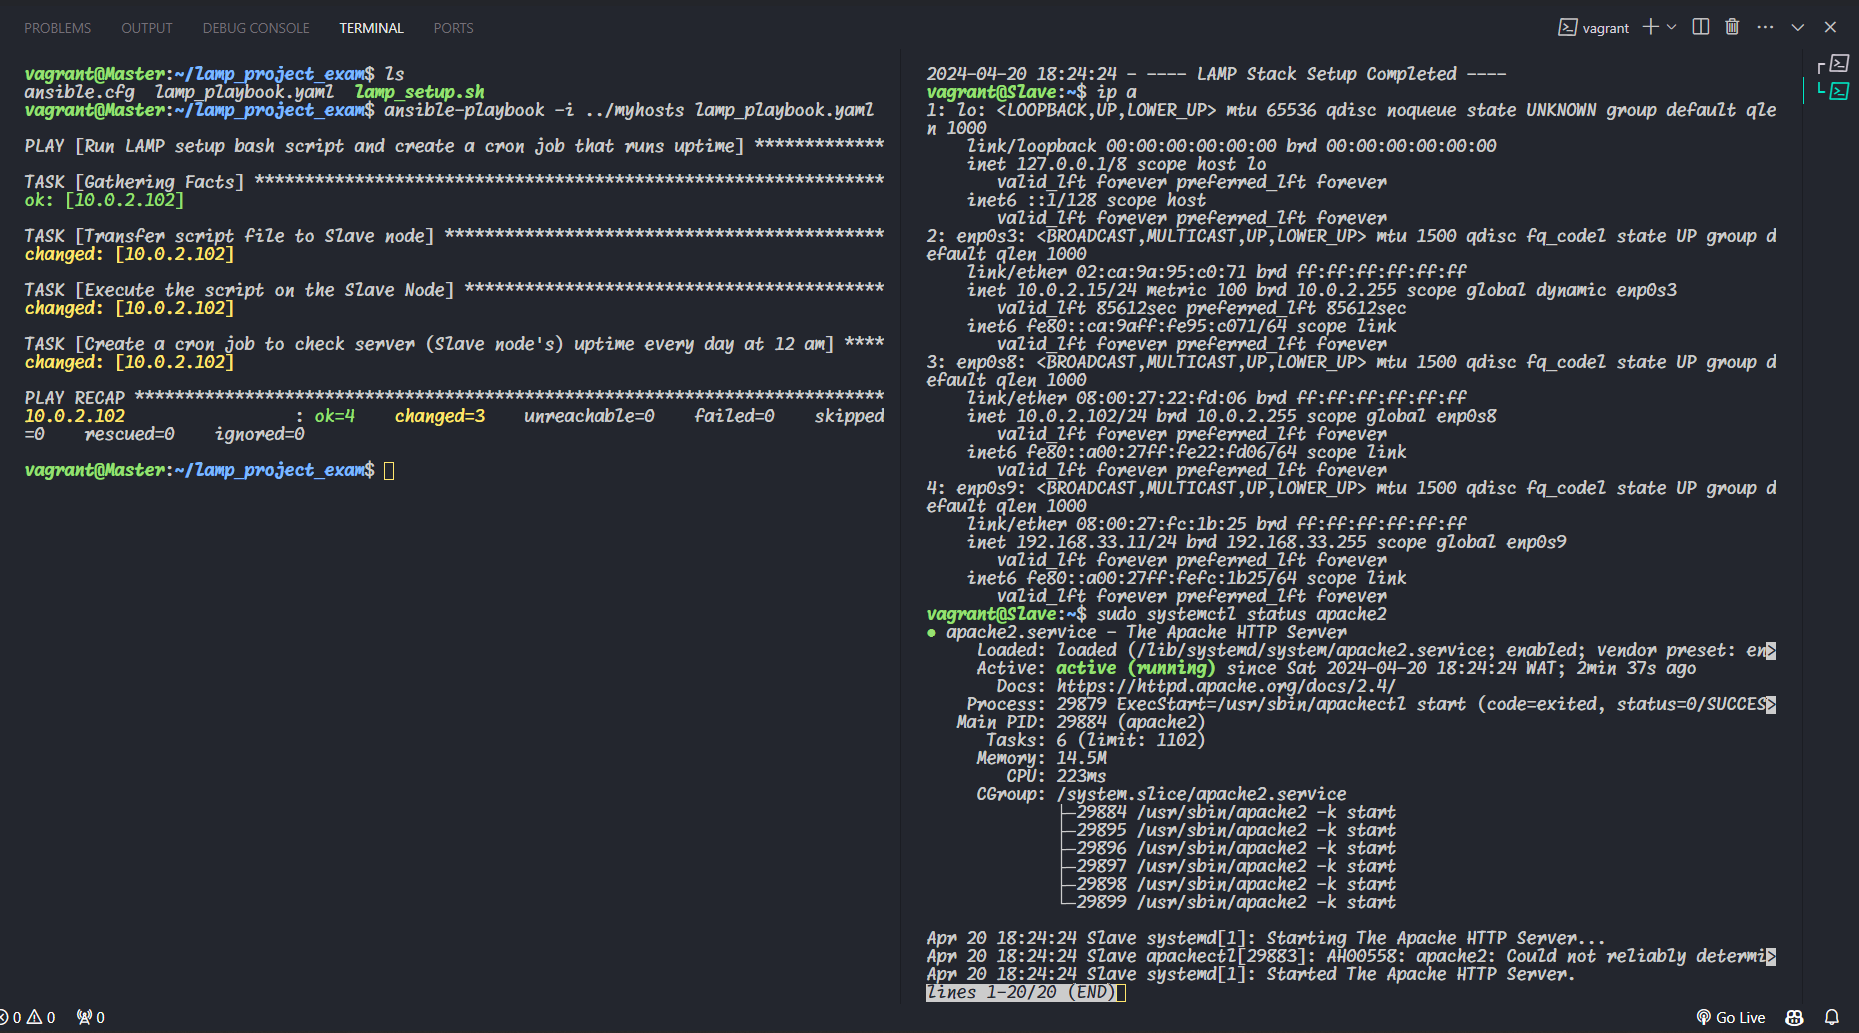 PROBLEMS OUTPUT DEBUG CONSOLE TERMINAL PORTS
vagrant
vagrant@Master:~/lamp_project_exam$ ls
ansible.cfg  lamp_playbook.yaml  lamp_setup.sh
vagrant@Master:~/lamp_project_exam$ ansible-playbook -i ../myhosts lamp_playbook.yaml
PLAY [Run LAMP setup bash script and create a cron job that runs uptime] *************
TASK [Gathering Facts] ***************************************************************
ok: [10.0.2.102]
TASK [Transfer script file to Slave node] ********************************************
changed: [10.0.2.102]
TASK [Execute the script on the Slave Node] ******************************************
changed: [10.0.2.102]
TASK [Create a cron job to check server (Slave node's) uptime every day at 12 am] ****
changed: [10.0.2.102]
PLAY RECAP ***************************************************************************
10.0.2.102                 : ok=4    changed=3    unreachable=0    failed=0    skipped
=0    rescued=0    ignored=0
vagrant@Master:~/lamp_project_exam$
2024-04-20 18:24:24 - ---- LAMP Stack Setup Completed ----
vagrant@Slave:~$ ip a
1: lo: <LOOPBACK,UP,LOWER_UP> mtu 65536 qdisc noqueue state UNKNOWN group default qle
n 1000
    link/loopback 00:00:00:00:00:00 brd 00:00:00:00:00:00
    inet 127.0.0.1/8 scope host lo
       valid_lft forever preferred_lft forever
    inet6 ::1/128 scope host
       valid_lft forever preferred_lft forever
2: enp0s3: <BROADCAST,MULTICAST,UP,LOWER_UP> mtu 1500 qdisc fq_codel state UP group d
efault qlen 1000
    link/ether 02:ca:9a:95:c0:71 brd ff:ff:ff:ff:ff:ff
    inet 10.0.2.15/24 metric 100 brd 10.0.2.255 scope global dynamic enp0s3
       valid_lft 85612sec preferred_lft 85612sec
    inet6 fe80::ca:9aff:fe95:c071/64 scope link
       valid_lft forever preferred_lft forever
3: enp0s8: <BROADCAST,MULTICAST,UP,LOWER_UP> mtu 1500 qdisc fq_codel state UP group d
efault qlen 1000
    link/ether 08:00:27:22:fd:06 brd ff:ff:ff:ff:ff:ff
    inet 10.0.2.102/24 brd 10.0.2.255 scope global enp0s8
       valid_lft forever preferred_lft forever
    inet6 fe80::a00:27ff:fe22:fd06/64 scope link
       valid_lft forever preferred_lft forever
4: enp0s9: <BROADCAST,MULTICAST,UP,LOWER_UP> mtu 1500 qdisc fq_codel state UP group d
efault qlen 1000
    link/ether 08:00:27:fc:1b:25 brd ff:ff:ff:ff:ff:ff
    inet 192.168.33.11/24 brd 192.168.33.255 scope global enp0s9
       valid_lft forever preferred_lft forever
    inet6 fe80::a00:27ff:fefc:1b25/64 scope link
       valid_lft forever preferred_lft forever
vagrant@Slave:~$ sudo systemctl status apache2
● apache2.service - The Apache HTTP Server
     Loaded: loaded (/lib/systemd/system/apache2.service; enabled; vendor preset: en>
     Active: active (running) since Sat 2024-04-20 18:24:24 WAT; 2min 37s ago
       Docs: https://httpd.apache.org/docs/2.4/
    Process: 29879 ExecStart=/usr/sbin/apachectl start (code=exited, status=0/SUCCES>
   Main PID: 29884 (apache2)
      Tasks: 6 (limit: 1102)
     Memory: 14.5M
        CPU: 223ms
     CGroup: /system.slice/apache2.service
             ├─29884 /usr/sbin/apache2 -k start
             ├─29895 /usr/sbin/apache2 -k start
             ├─29896 /usr/sbin/apache2 -k start
             ├─29897 /usr/sbin/apache2 -k start
             ├─29898 /usr/sbin/apache2 -k start
             └─29899 /usr/sbin/apache2 -k start
Apr 20 18:24:24 Slave systemd[1]: Starting The Apache HTTP Server...
Apr 20 18:24:24 Slave apachectl[29883]: AH00558: apache2: Could not reliably determi>
Apr 20 18:24:24 Slave systemd[1]: Started The Apache HTTP Server.
lines 1-20/20 (END)
0 0 0 Go Live